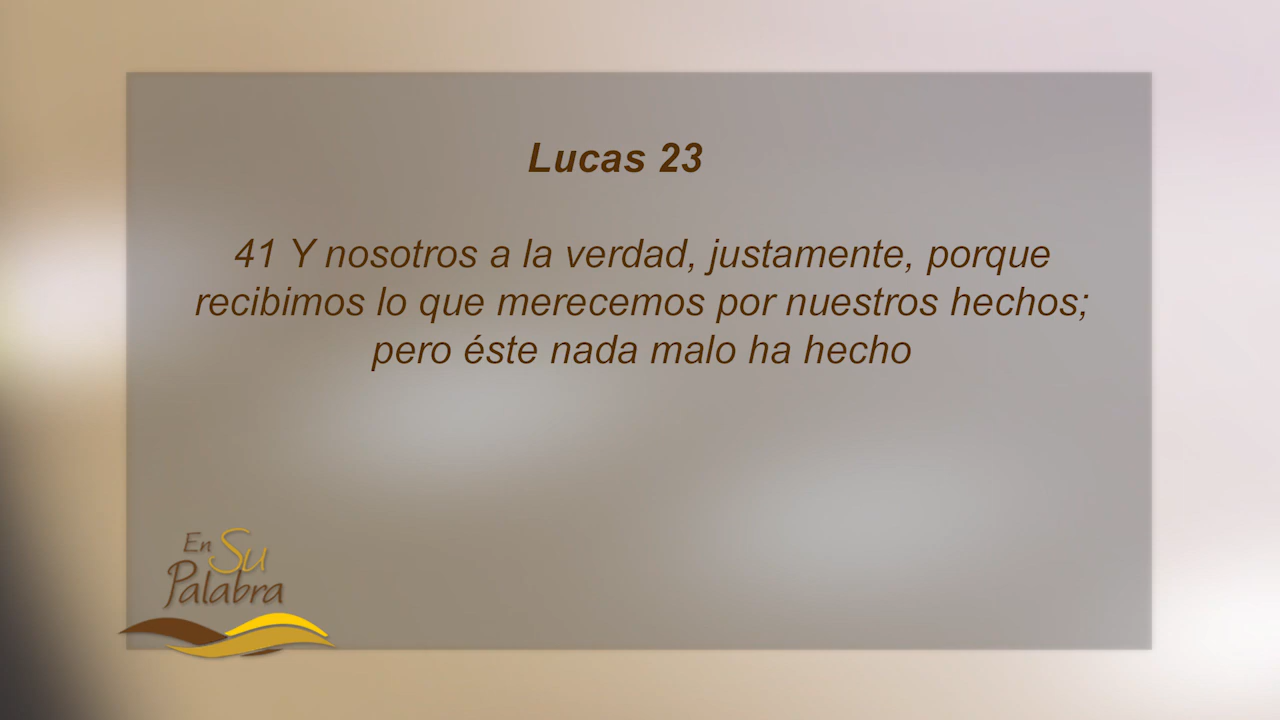 Lucas 23
41 Y nosotros a la verdad, justamente, porque
recibimos lo que merecemos por nuestros hechos;
pero éste nada malo ha hecho
En Su
Palabra